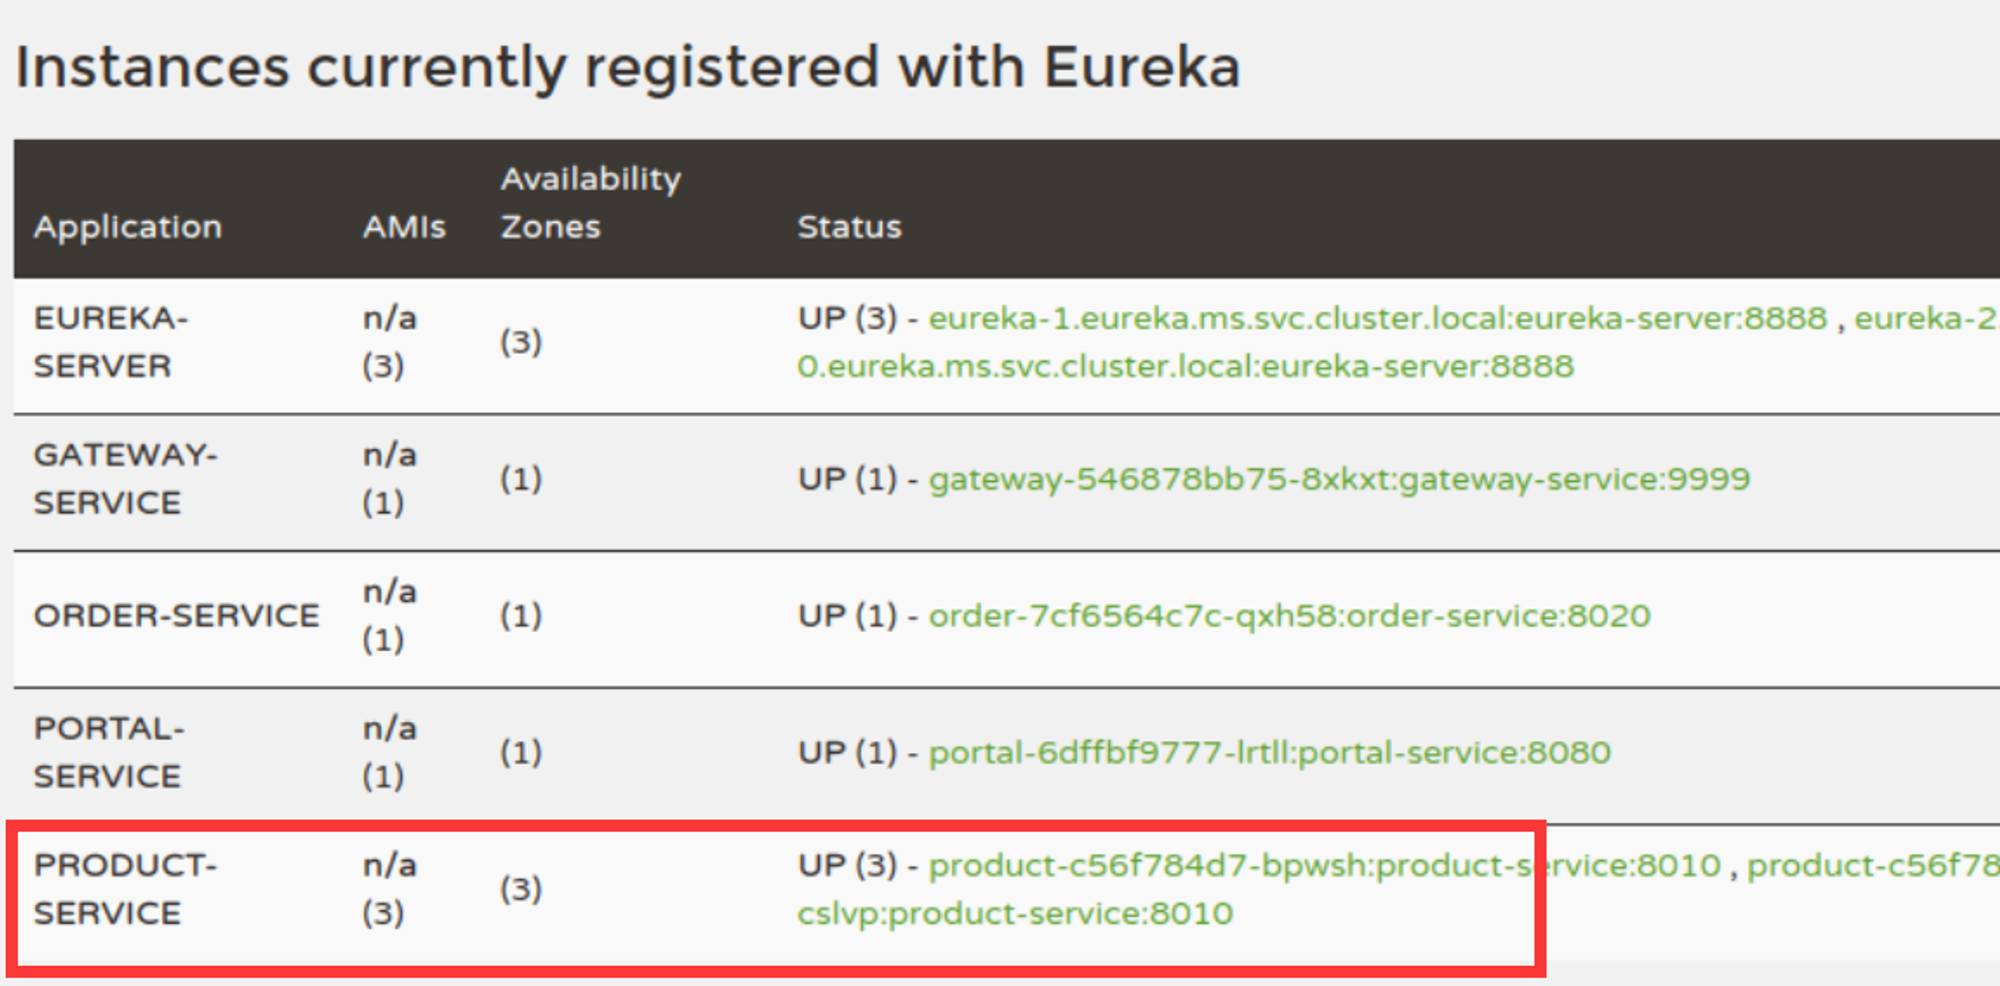 Instances currently registered with Eureka
Application AMIs Availability Zones Status
EUREKA- n/a UP (3) - eureka-1.eureka.ms.svc.cluster.local:eureka-server:8888 , eureka-2.
SERVER (3) (3) 0.eureka.ms.svc.cluster.local:eureka-server:8888
GATEWAY- n/a
SERVICE (1) (1) UP (1) - gateway-546878bb75-8xkxt:gateway-service:9999
ORDER-SERVICE n/a (1) (1) UP (1) - order-7cf6564c7c-qxh58:order-service:8020
PORTAL- n/a
SERVICE (1) (1) UP (1) - portal-6dffbf9777-lrtll:portal-service:8080
PRODUCT- n/a UP (3) - product-c56f784d7-bpwsh:product-service:8010 , product-c56f78
SERVICE (3) (3) cslvp:product-service:8010